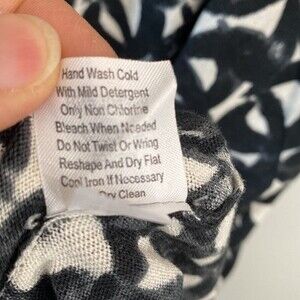 Hand Wash Cold
With Mild Detergent
Only Non Chlorine
Bleach When Needed
Do Not Twist Or Wring
Reshape And Dry Flat
Cool Iron If Necessary
Dry Clean